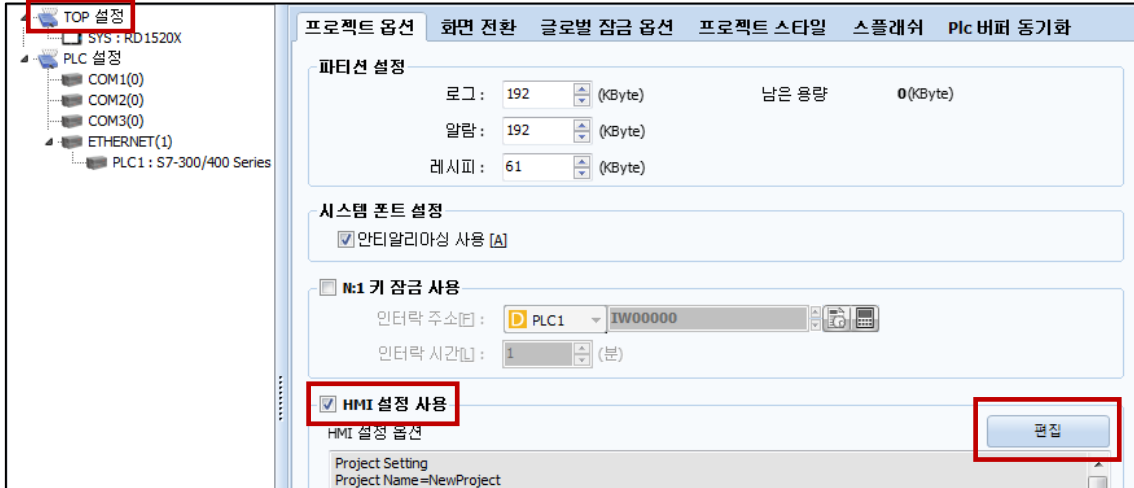 TOP 설정
SYS : RD1520X
PLC 설정
COM1(0)
COM2(0)
COM3(0)
ETHERNET(1)
PLC1 : S7-300/400 Series
프로젝트 옵션 화면 전환 글로벌 잠금 옵션 프로젝트 스타일 스플래쉬 Plc 버퍼 동기화
파티션 설정
로그 : 192 (KByte) 남은 용량 0(KByte)
알람 : 192 (KByte)
레시피 : 61 (KByte)
시스템 폰트 설정
안티알리아싱 사용 [A]
N:1 키 잠금 사용
인터락 주소[F] : D PLC1 IW00000
인터락 시간[L] : 1 (분)
HMI 설정 사용
HMI 설정 옵션 편집
Project Setting
Project Name=NewProject